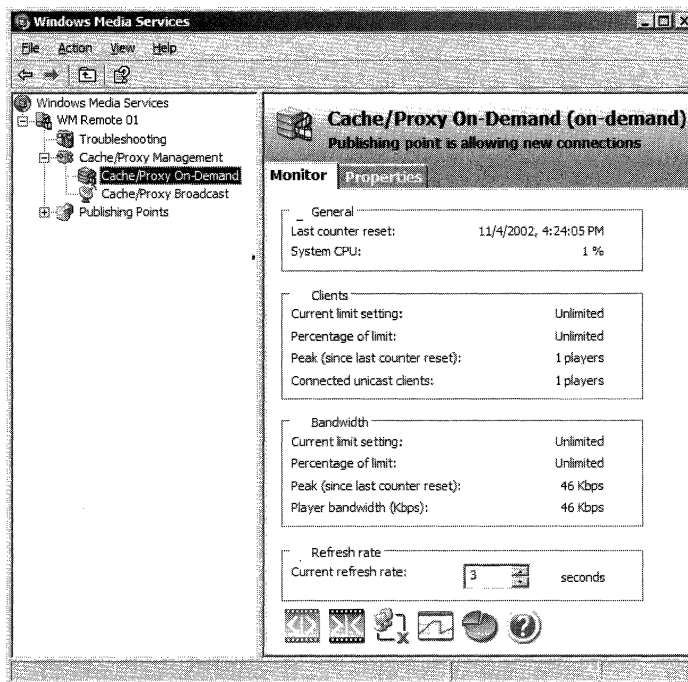 Windows Media Services
File Action View Help
Windows Media Services
WM Remote 01
Troubleshooting
Cache/Proxy Management
Cache/Proxy On-Demand
Cache/Proxy Broadcast
Publishing Points
Cache/Proxy On-Demand (on-demand)
Publishing point is allowing new connections
Monitor Properties
General
Last counter reset: 11/4/2002, 4:24:05 PM
System CPU: 1 %
Clients
Current limit setting: Unlimited
Percentage of limit: Unlimited
Peak (since last counter reset): 1 players
Connected unicast clients: 1 players
Bandwidth
Current limit setting: Unlimited
Percentage of limit: Unlimited
Peak (since last counter reset): 46 Kbps
Player bandwidth (Kbps): 46 Kbps
Refresh rate
Current refresh rate: 3 seconds